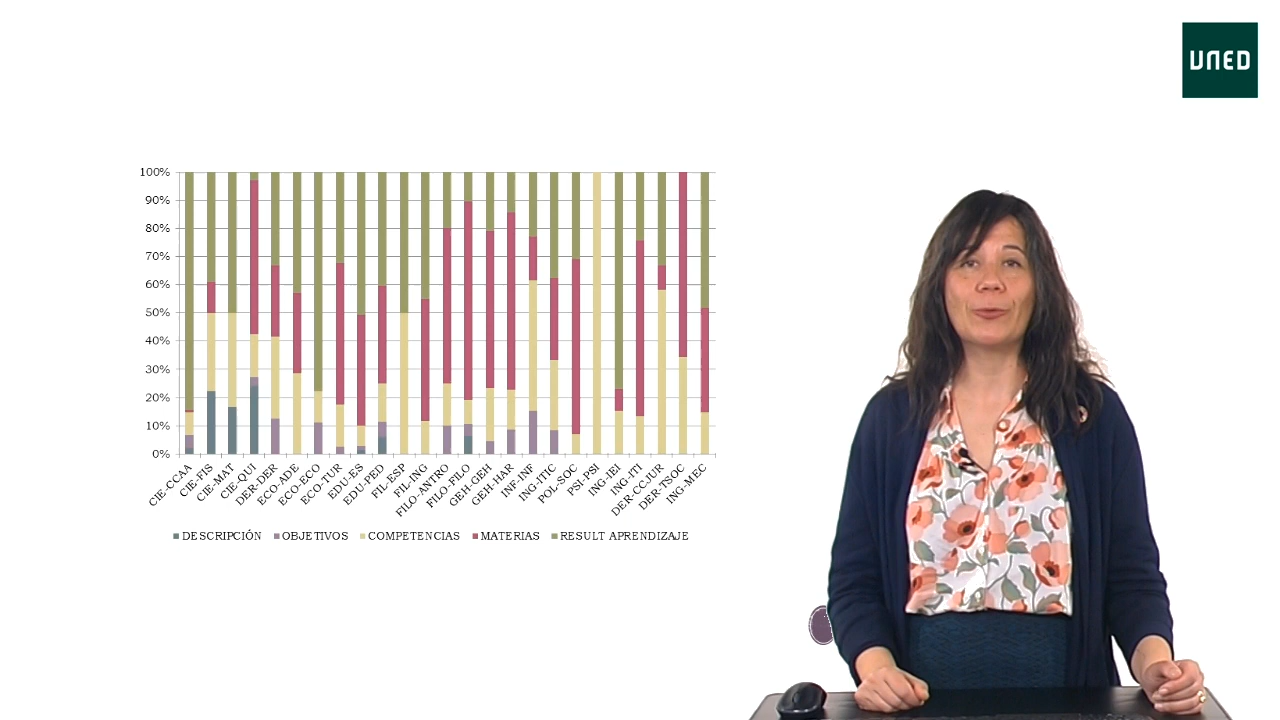 UNED
100%
90%
80%
70%
60%
50%
40%
30%
20%
10%
0%
CIE-CCAA
CIE-FIS
CIE-MAT
CIE-QUI
DER-DER
ECO-ADE
ECO-ECO
ECO-TUR
EDU-ES
EDU-PED
FIL-ESP
FIL-ING
FILO-ANTRO
FILO-FILO
GEH-GEH
GEH-HAR
INF-INF
ING-ITIC
POL-SOC
PSI-PSI
ING-IEI
ING-ITI
DER-CCJUR
DER-TSOC
ING-MEC
DESCRIPCIÓN OBJETIVOS COMPETENCIAS MATERIAS RESULT APRENDIZAJE